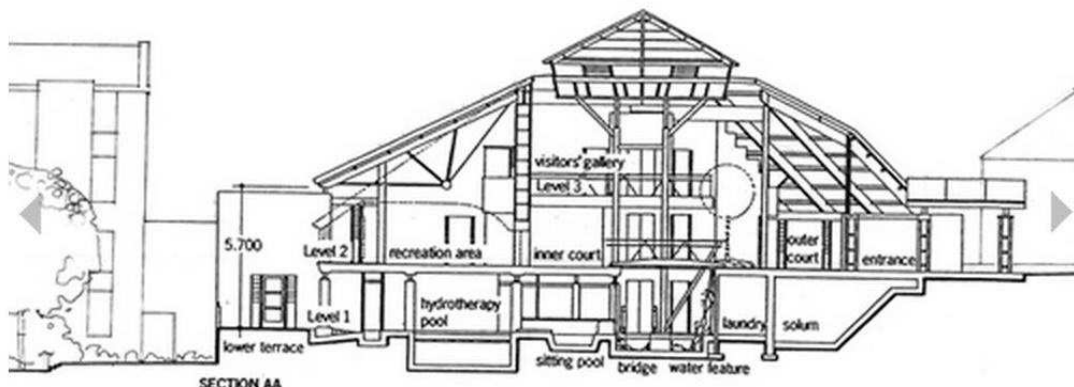 visitors' gallery
Level 3
5.700
Level 2
recreation area
inner court
outer
court
entrance
hydrotherapy
pool
Level 1
laundry
solum
lower terrace
sitting pool
bridge
water feature
SECTION AA